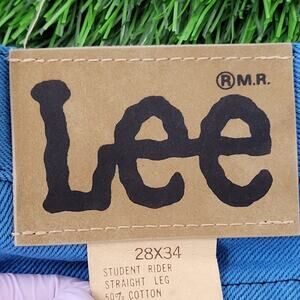 ® M.R.
Lee
28X34
STUDENT RIDER
STRAIGHT LEG
50% COTTON